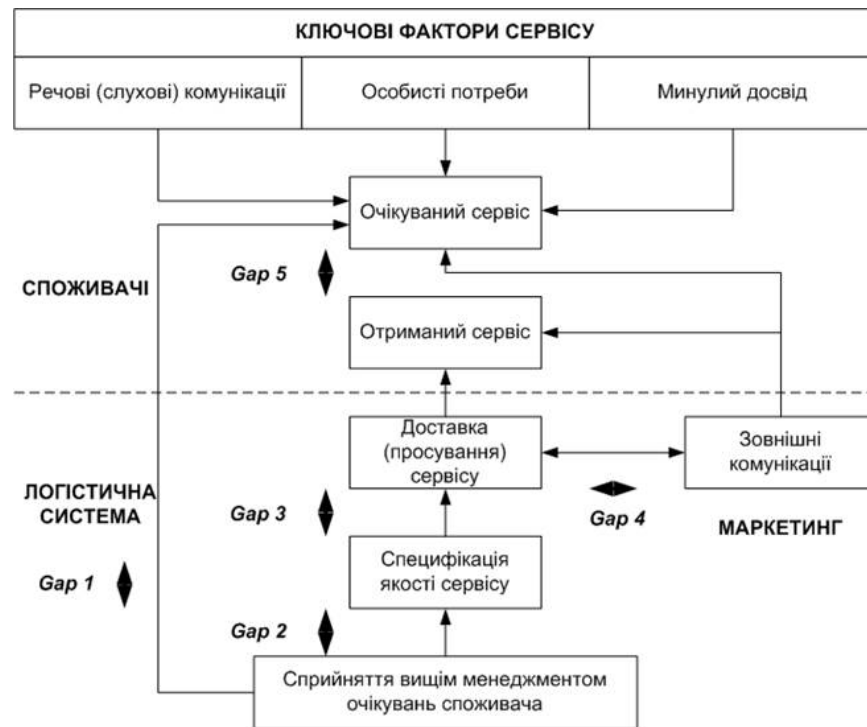 КЛЮЧОВІ ФАКТОРИ СЕРВІСУ
Речові (слухові) комунікації
Особисті потреби
Минулий досвід
Очікуваний сервіс
Gap 5
СПОЖИВАЧІ
Отриманий сервіс
Доставка
(просування)
сервісу
Зовнішні
комунікації
ЛОГІСТИЧНА
СИСТЕМА
Gap 3
Gap 4
МАРКЕТИНГ
Специфікація
якості сервісу
Gap 1
Gap 2
Сприйняття вищім менеджментом
очікувань споживача